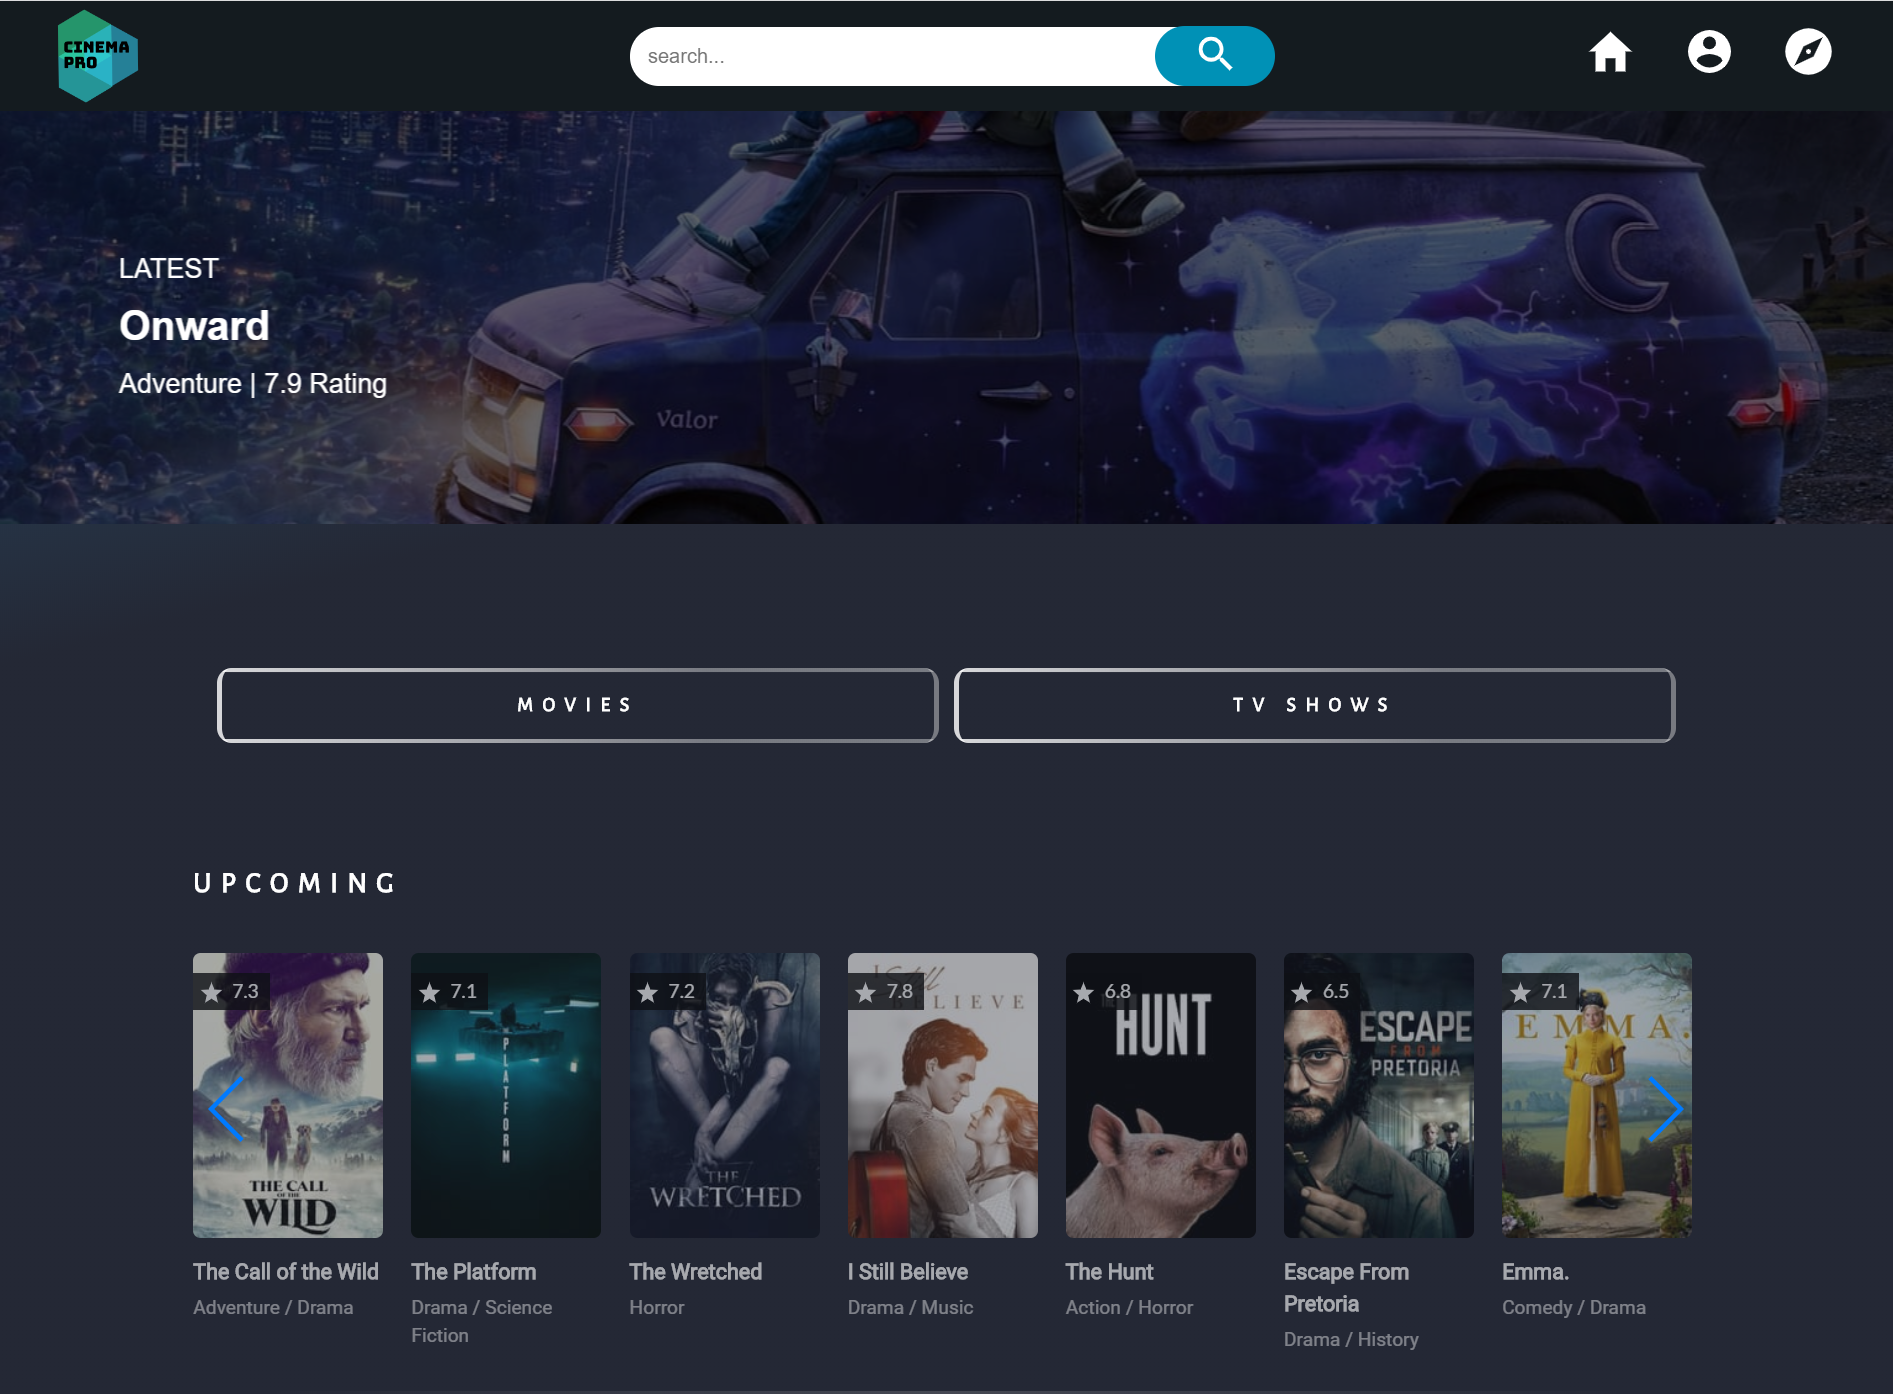 CINEMA
PRO
search...
LATEST
Onward
Adventure | 7.9 Rating
Valor
MOVIES
TV SHOWS
UPCOMING
7.3
THE CALL
OF THE
WILD
7.1
PLATFORM
7.2
THE
WRETCHED
7.8
I Still
BELIEVE
6.8
HUNT
6.5
ESCAPE
FROM
PRETORIA
7.1
EMMA.
The Call of the Wild
Adventure / Drama
The Platform
Drama / Science
Fiction
The Wretched
Horror
I Still Believe
Drama / Music
The Hunt
Action / Horror
Escape From
Pretoria
Drama / History
Emma.
Comedy / Drama